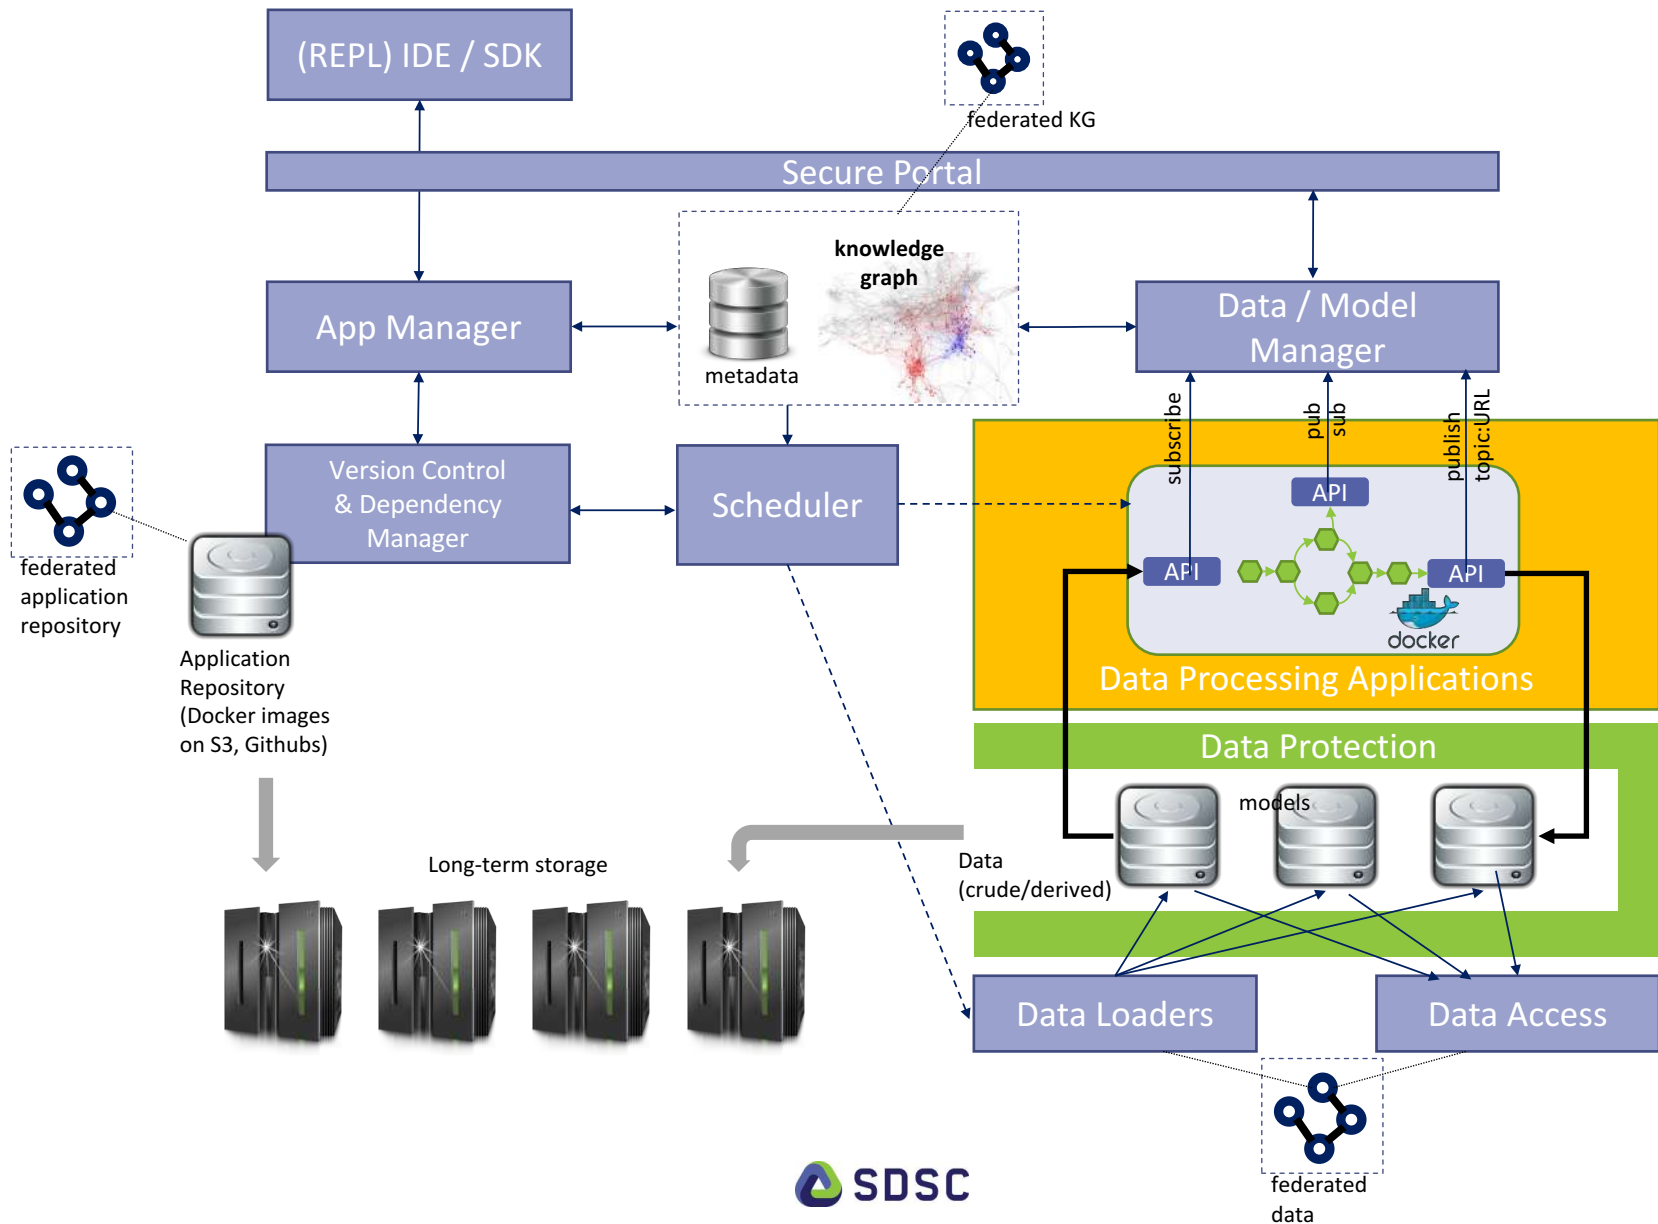 (REPL) IDE / SDK
federated KG
Secure Portal
knowledge
graph
metadata
App Manager
Data / Model
Manager
subscribe
pub
sub
publish
topic:URL
Version Control
& Dependency
Manager
Scheduler
API
API
API
docker
Data Processing Applications
federated
application
repository
Application
Repository
(Docker images
on S3, Githubs)
Data Protection
models
Data
(crude/derived)
Long-term storage
Data Loaders
Data Access
federated
data
SDSC